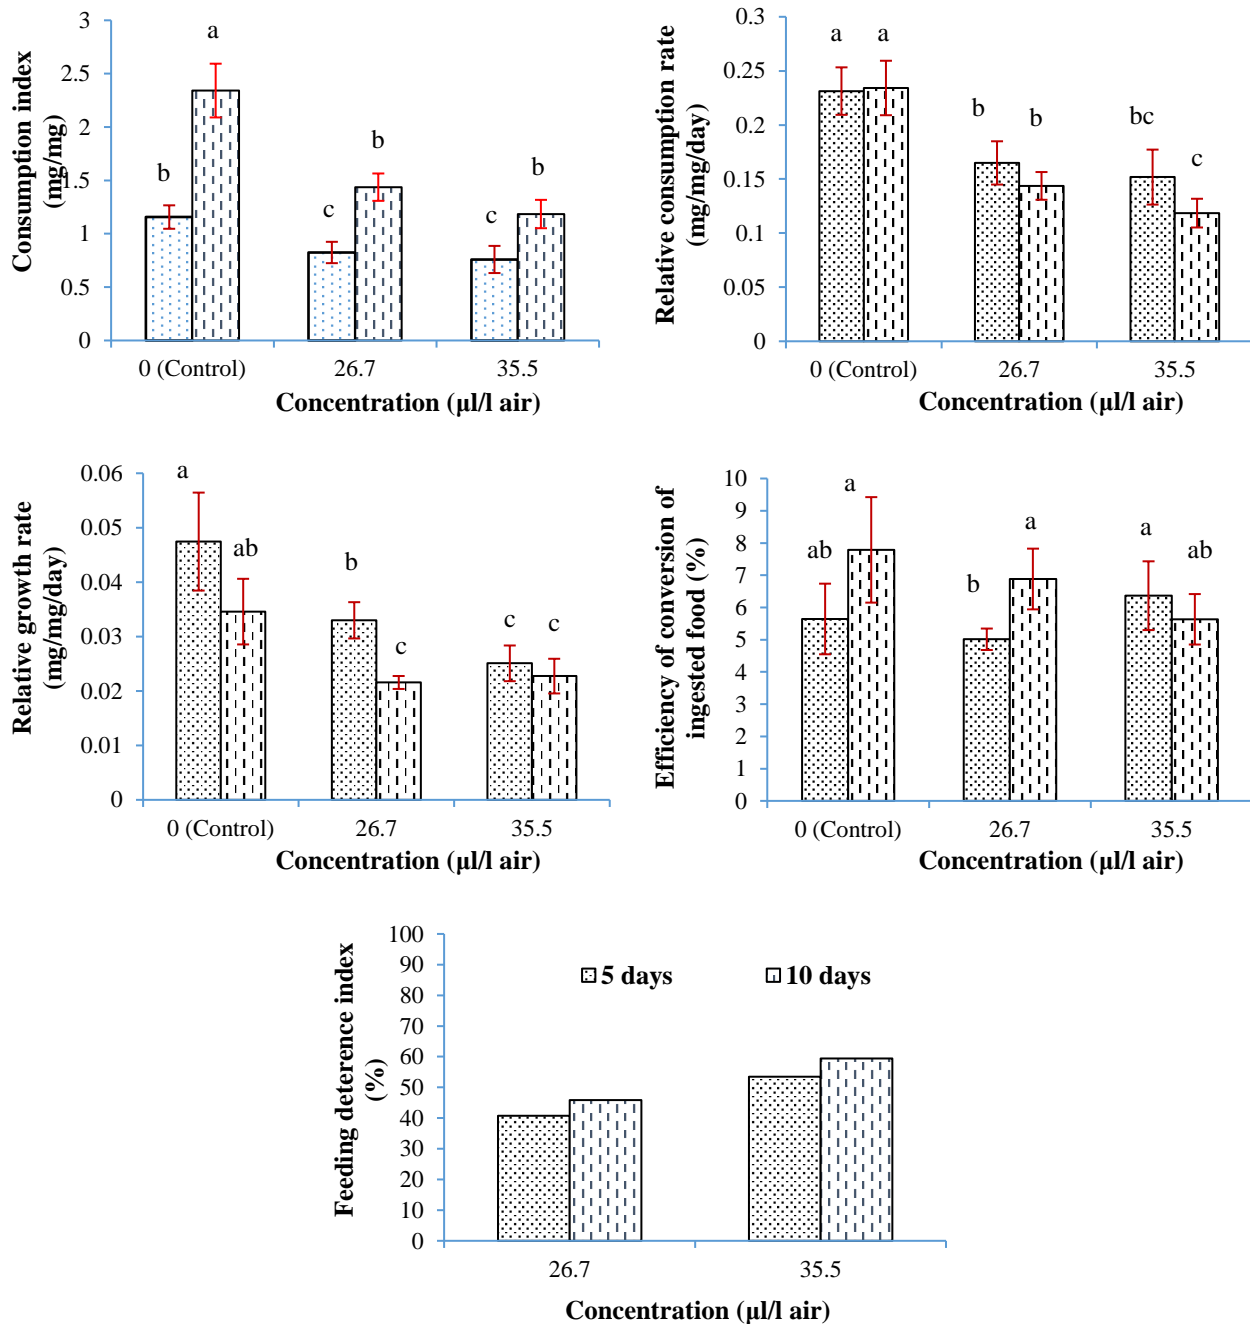 Consumption index
(mg/mg)
3
2.5
2
1.5
1
0.5
0
a
b
b
c
b
c
0 (Control)
26.7
35.5
Concentration (µl/l air)
Relative consumption rate
(mg/mg/day)
0.3
0.25
0.2
0.15
0.1
0.05
0
a
a
b
b
bc
c
0 (Control)
26.7
35.5
Concentration (µl/l air)
Relative growth rate
(mg/mg/day)
0.06
0.05
0.04
0.03
0.02
0.01
0
a
ab
b
c
c
c
0 (Control)
26.7
35.5
Concentration (µl/l air)
Efficiency of conversion of
ingested food (%)
10
9
8
7
6
5
4
3
2
1
0
ab
a
b
a
a
ab
0 (Control)
26.7
35.5
Concentration (µl/l air)
Feeding deterence index
(%)
100
90
80
70
60
50
40
30
20
10
0
5 days
10 days
26.7
35.5
Concentration (µl/l air)